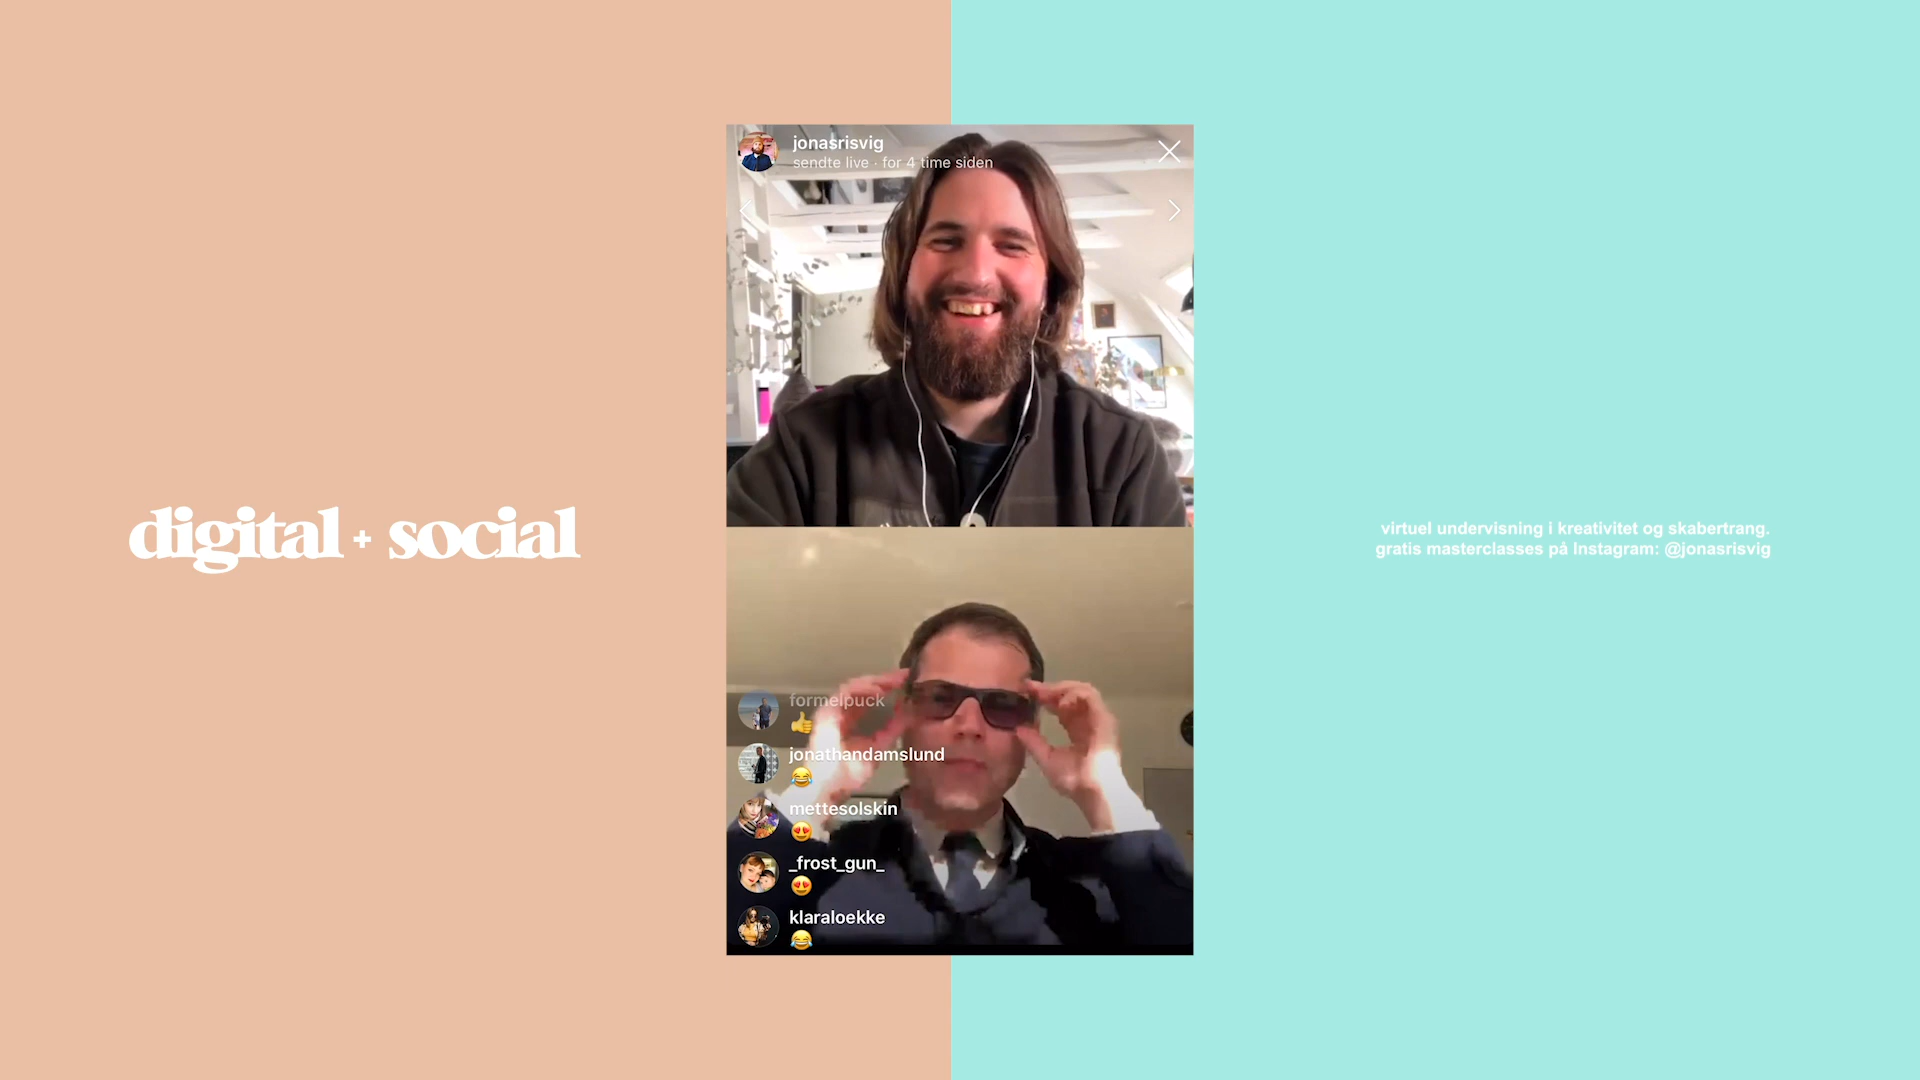 jonasrisvig
sendte live · for 4 time siden
digital + social
virtuel undervisning i kreativitet og skabertrang.
gratis masterclasses på Instagram: @jonasrisvig
formelpuck
👍
jonathandamslund
😂
mettesolskin
😍
_frost_gun_
😍
klaraloekke
😂